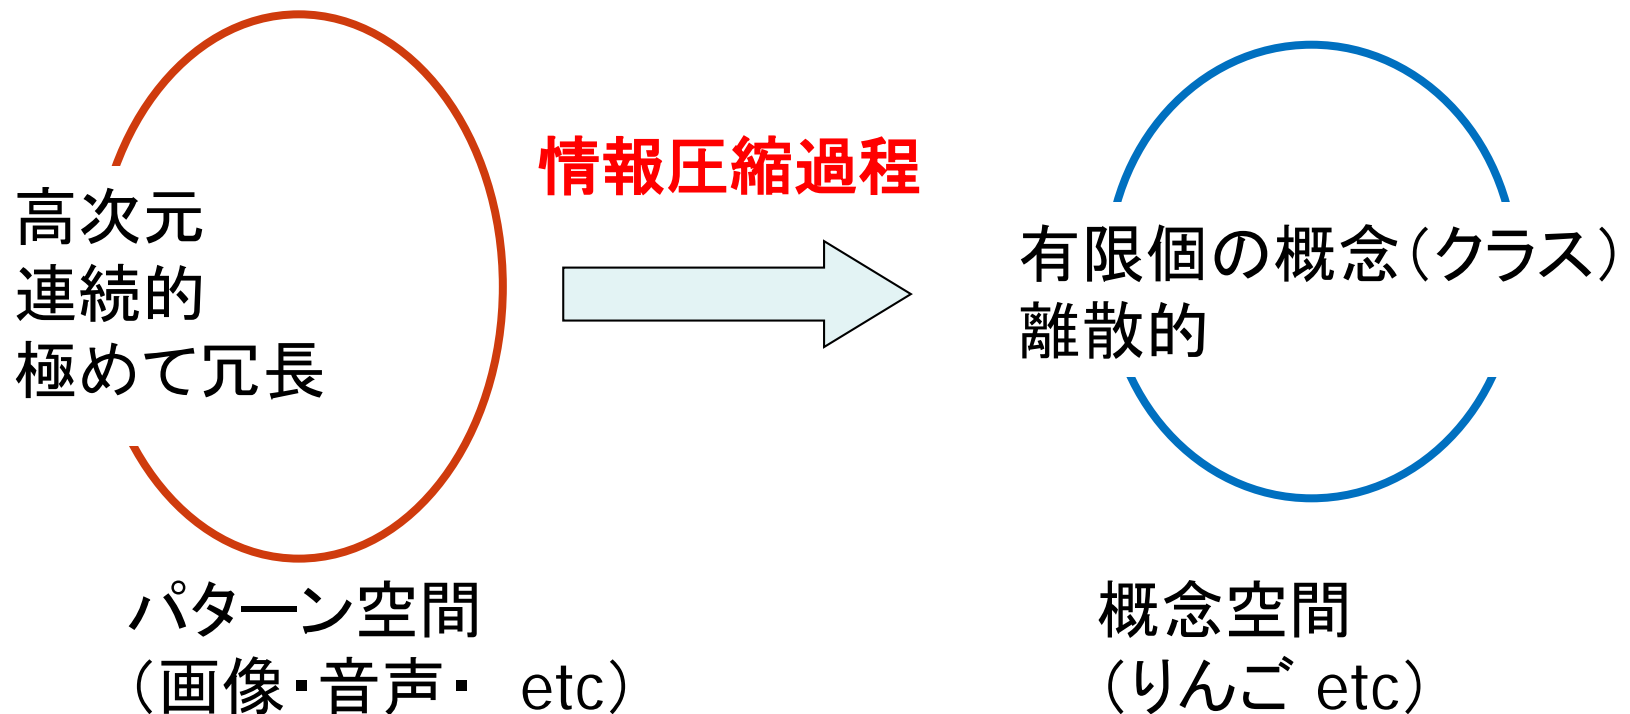 情報圧縮過程
高次元
連続的
極めて冗長
有限個の概念(クラス)
離散的
パターン空間
(画像・音声・ etc)
概念空間
(りんご etc)